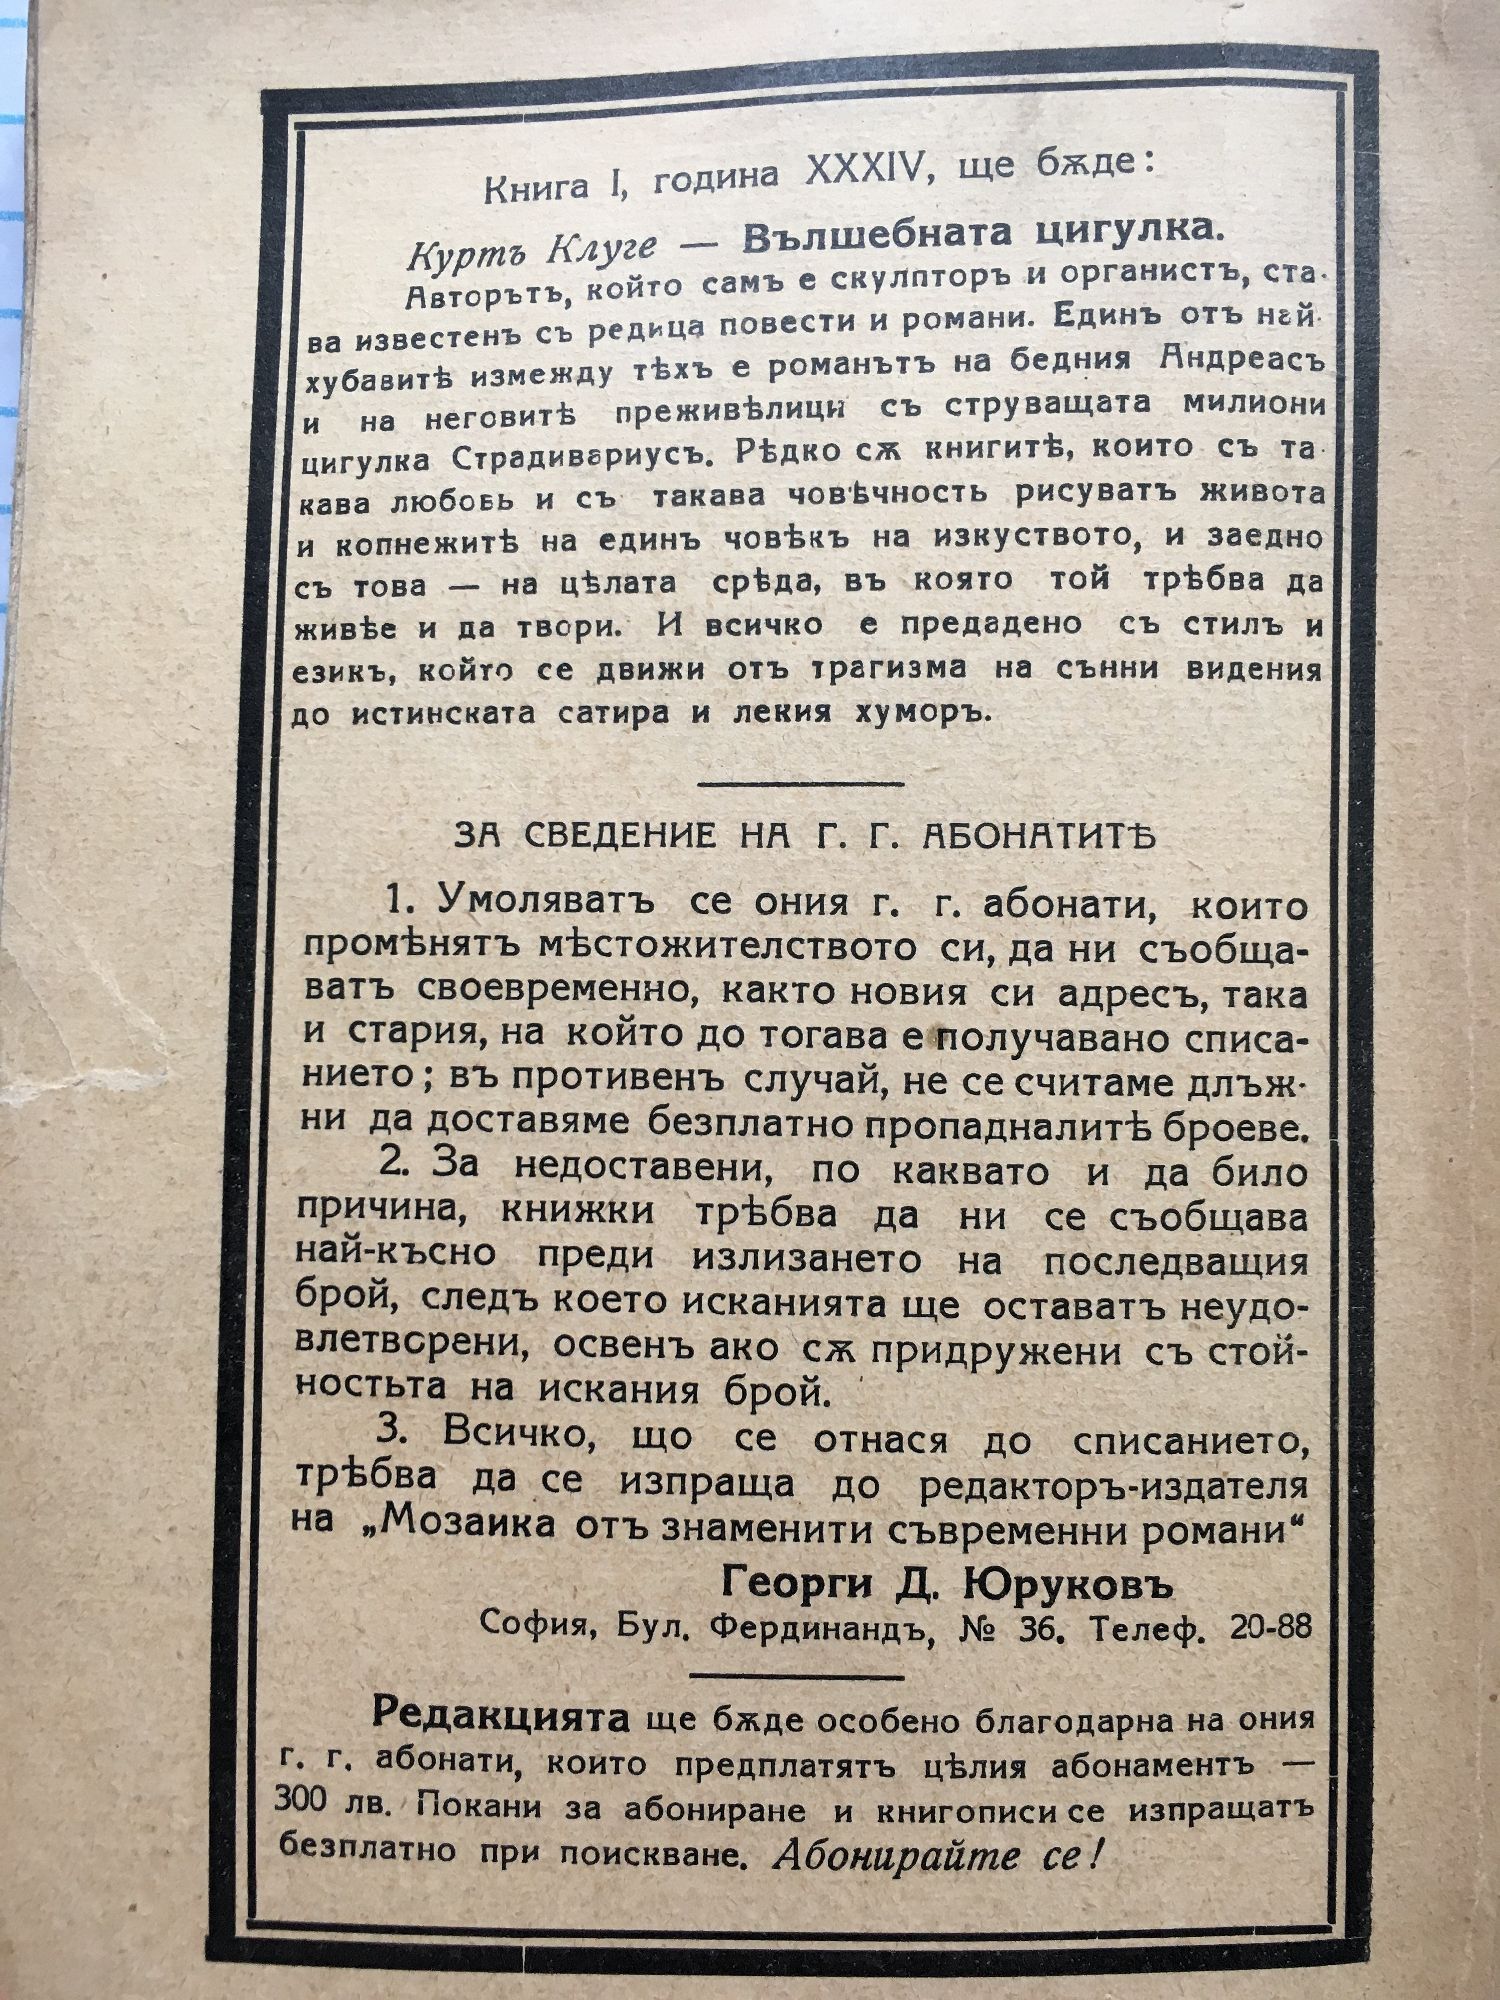 Книга I, година XXXIV, ще бѫде:
Куртъ Клуге — Вълшебната цигулка.
Авторътъ, който самъ е скулпторъ и органистъ, ста-
ва известенъ съ редица повести и романи. Единъ отъ най-
хубавитѣ измежду тѣхъ е романътъ на бедния Андреасъ
и на неговитѣ преживѣлици съ струващата милиони
цигулка Страдивариусъ. Рѣдко сѫ книгитѣ, които съ та-
кава любовь и съ такава човѣчность рисуватъ живота
и копнежитѣ на единъ човѣкъ на изкуството, и заедно
съ това — на цѣлата срѣда, въ която той трѣбва да
живѣе и да твори. И всичко е предадено съ стилъ и
езикъ, който се движи отъ трагизма на сънни видения
до истинската сатира и лекия хуморъ.
ЗА СВЕДЕНИЕ НА Г. Г. АБОНАТИТѢ
1. Умоляватъ се ония г. г. абонати, които
промѣнятъ мѣстожителството си, да ни съобща-
ватъ своевременно, както новия си адресъ, така
и стария, на който до тогава е получавано списа-
нието; въ противенъ случай, не се считаме длъж-
ни да доставяме безплатно пропадналитѣ броеве.
2. За недоставени, по каквато и да било
причина, книжки трѣбва да ни се съобщава
най-късно преди излизането на последващия
брой, следъ което исканията ще оставатъ неудо-
влетворени, освенъ ако сѫ придружени съ стой-
ностьта на искания брой.
3. Всичко, що се отнася до списанието,
трѣбва да се изпраща до редакторъ-издателя
на „Мозаика отъ знаменити съвременни романи“
Георги Д. Юруковъ
София, Бул. Фердинандъ, № 36. Телеф. 20-88
Редакцията ще бѫде особено благодарна на ония
г. г. абонати, които предплатятъ цѣлия абонаментъ —
300 лв. Покани за абониране и книгописи се изпращатъ
безплатно при поискване. Абонирайте се!